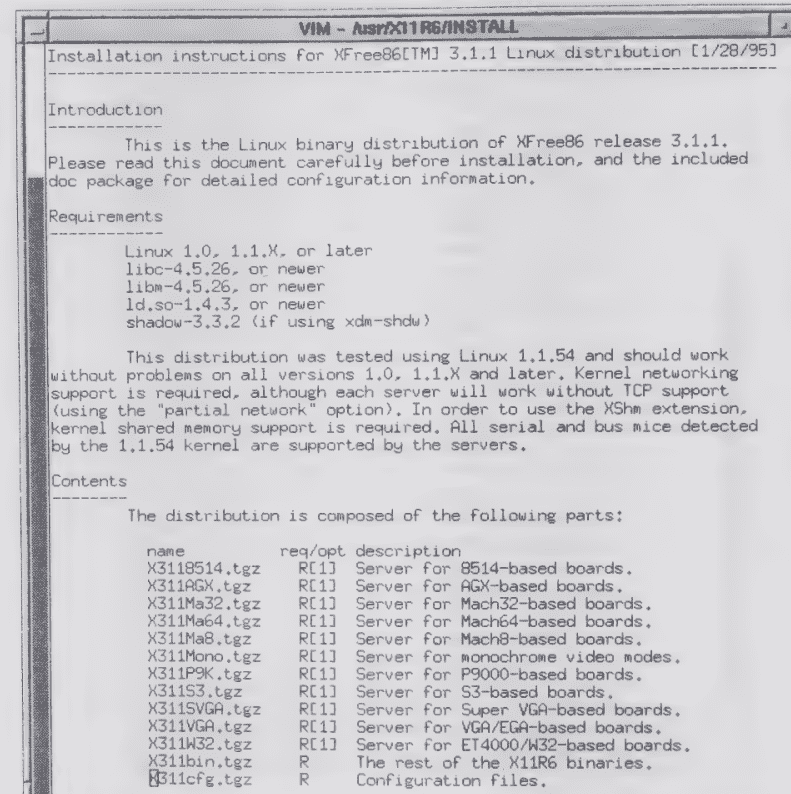 VIM - /usr/X11R6/INSTALL
Installation instructions for XFree86[TM] 3.1.1 Linux distribution [1/28/95]
----------------------------------------------------------------------------
Introduction
------------
This is the Linux binary distribution of XFree86 release 3.1.1.
Please read this document carefully before installation, and the included
doc package for detailed configuration information.
Requirements
------------
Linux 1.0, 1.1.X, or later
libc-4.5.26, or newer
libm-4.5.26, or newer
ld.so-1.4.3, or newer
shadow-3.3.2 (if using xdm-shdw)
This distribution was tested using Linux 1.1.54 and should work
without problems on all versions 1.0, 1.1.X and later. Kernel networking
support is required, although each server will work without TCP support
(using the "partial network" option). In order to use the XShm extension,
kernel shared memory support is required. All serial and bus mice detected
by the 1.1.54 kernel are supported by the servers.
Contents
--------
The distribution is composed of the following parts:
name req/opt description
X3118514.tgz R[1] Server for 8514-based boards.
X311AGX.tgz R[1] Server for AGX-based boards.
X311Ma32.tgz R[1] Server for Mach32-based boards.
X311Ma64.tgz R[1] Server for Mach64-based boards.
X311Ma8.tgz R[1] Server for Mach8-based boards.
X311Mono.tgz R[1] Server for monochrome video modes.
X311P9K.tgz R[1] Server for P9000-based boards.
X311S3.tgz R[1] Server for S3-based boards.
X311SVGA.tgz R[1] Server for Super VGA-based boards.
X311VGA.tgz R[1] Server for VGA/EGA-based boards.
X311W32.tgz R[1] Server for ET4000/W32-based boards.
X311bin.tgz R The rest of the X11R6 binaries.
X311cfg.tgz R Configuration files.